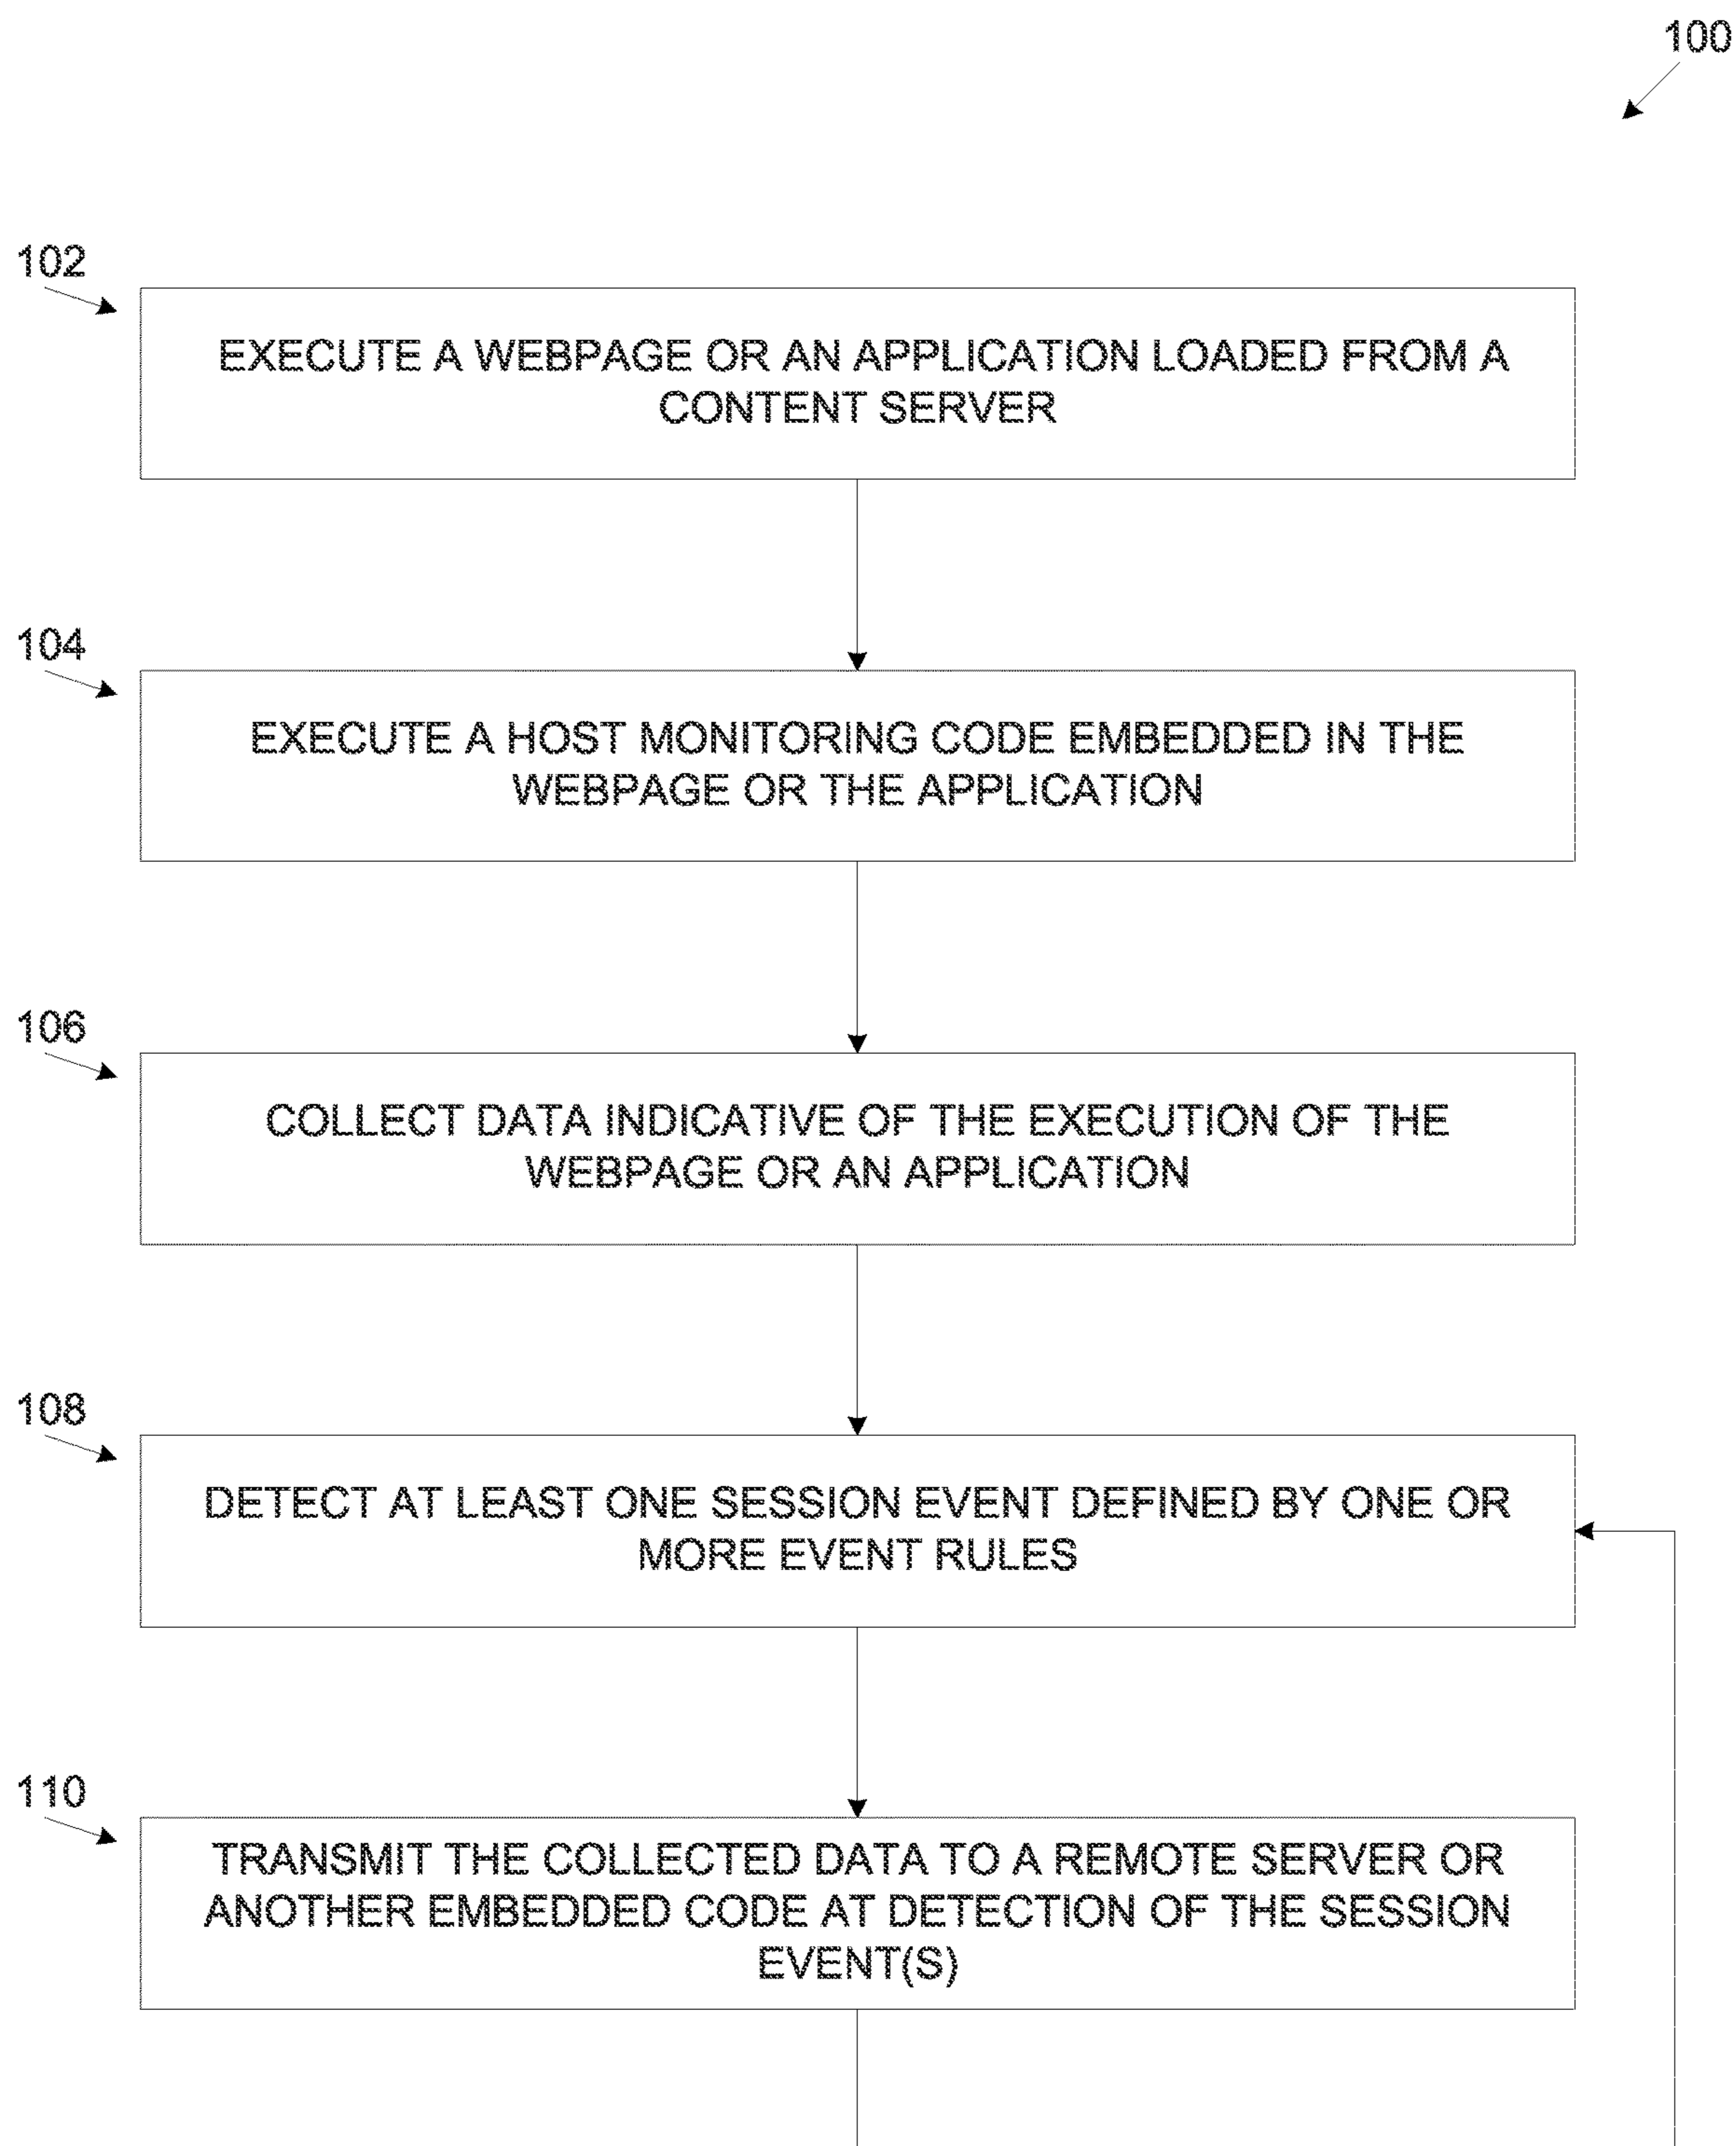 100
102
EXECUTE A WEBPAGE OR AN APPLICATION LOADED FROM A
CONTENT SERVER
104
EXECUTE A HOST MONITORING CODE EMBEDDED IN THE
WEBPAGE OR THE APPLICATION
106
COLLECT DATA INDICATIVE OF THE EXECUTION OF THE
WEBPAGE OR AN APPLICATION
108
DETECT AT LEAST ONE SESSION EVENT DEFINED BY ONE OR
MORE EVENT RULES
110
TRANSMIT THE COLLECTED DATA TO A REMOTE SERVER OR
ANOTHER EMBEDDED CODE AT DETECTION OF THE SESSION
EVENT(S)